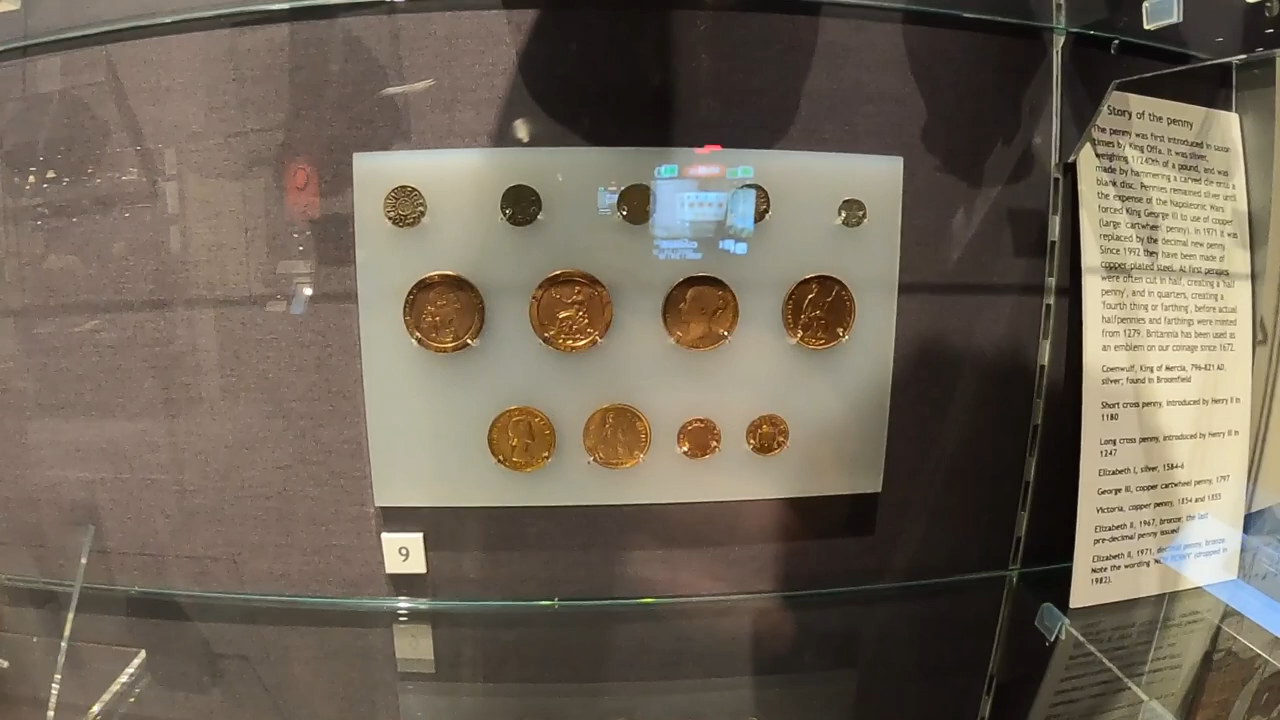 Story of the penny
The penny was first introduced in saxon
times by King Offa. It was silver,
weighing 1/240th of a pound, and was
made by hammering a carved die onto a
blank disc. Pennies remained silver until
the expense of the Napoleonic Wars
forced King George III to use of copper
(large 'cartwheel' penny). In 1971 it was
replaced by the decimal new penny.
Since 1992 they have been made of
copper-plated steel. At first pennies
were often cut in half, creating a 'half
penny', and in quarters, creating a
'fourth thing or farthing', before actual
halfpennies and farthings were minted
from 1279. Britannia has been used as
an emblem on our coinage since 1672.
Coenwulf, King of Mercia, 796-821 AD,
silver; found in Broomfield
Short cross penny, introduced by Henry II in
1180
Long cross penny, introduced by Henry III in
1247
Elizabeth I, silver, 1584-6
George III, copper cartwheel penny, 1797
Victoria, copper penny, 1854 and 1855
Elizabeth II, 1967, bronze; the last
pre-decimal penny issued
Elizabeth II, 1971, decimal penny, bronze.
Note the wording 'NEW PENNY' (dropped in
1982).
9